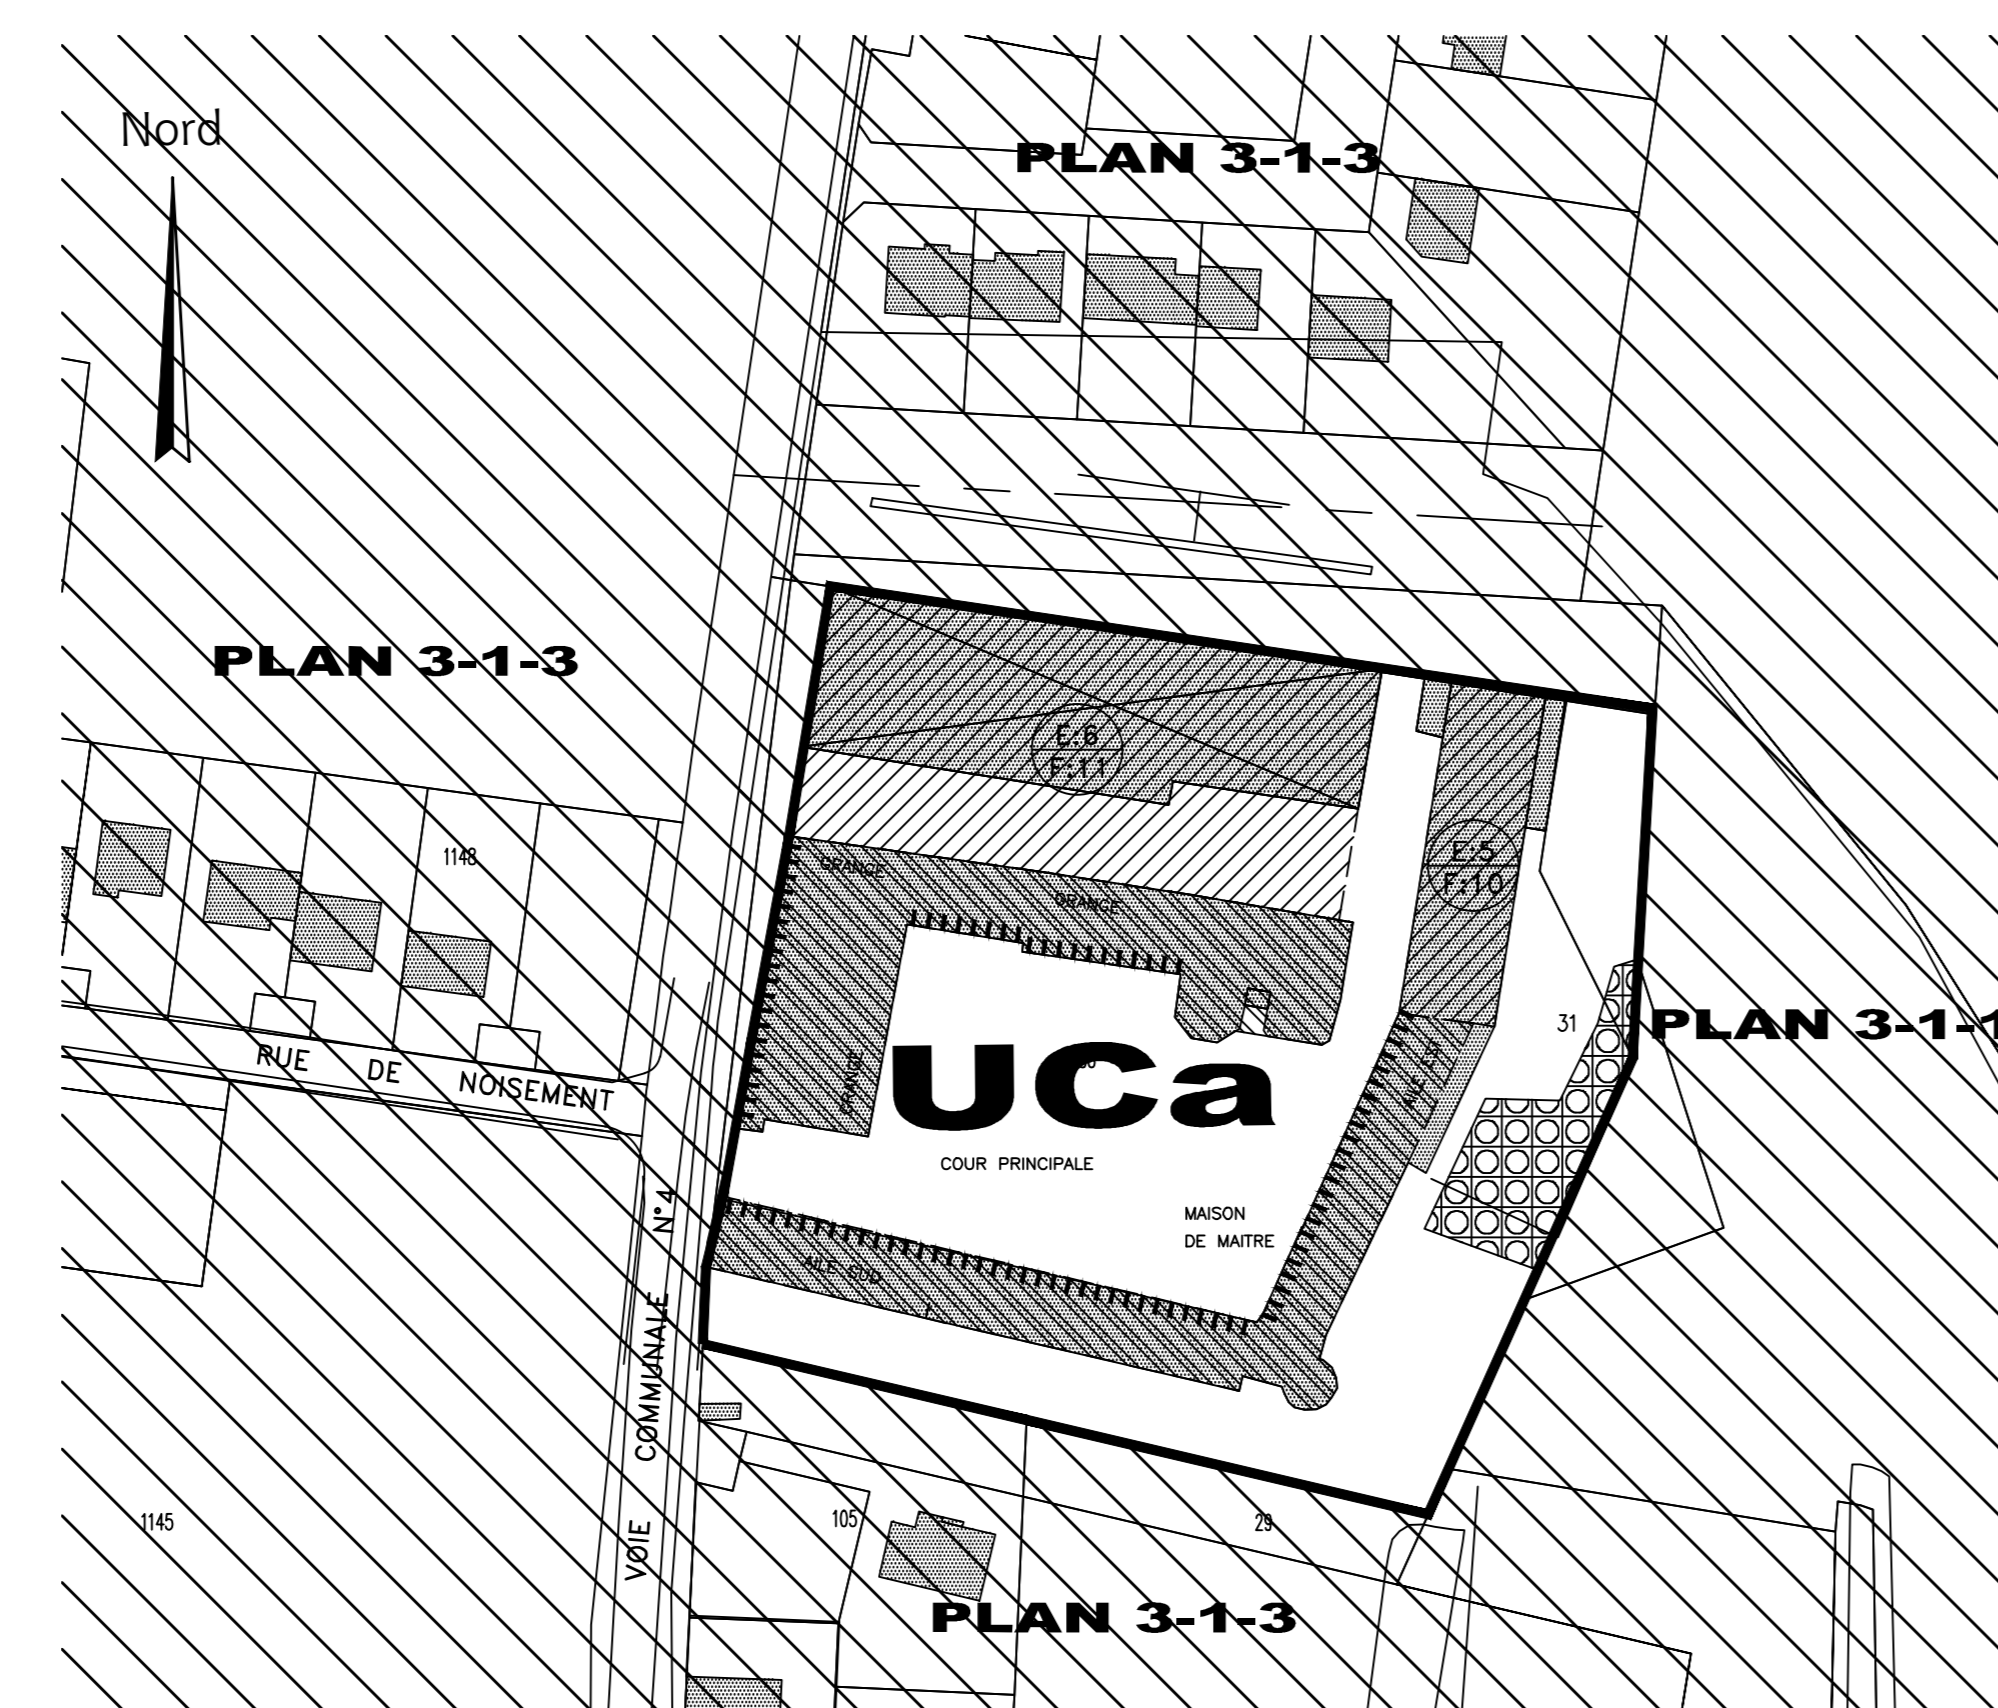 Nord
PLAN 3-1-3
PLAN 3-1-3
E:6
F:11
E:5
F:10
1148
GRANGE
GRANGE
GRANGE
31
PLAN 3-1-1
RUE DE NOISEMENT
UCa
AILE EST
COUR PRINCIPALE
MAISON
DE MAITRE
AILE SUD
VOIE COMMUNALE N°4
1145
105
29
PLAN 3-1-3